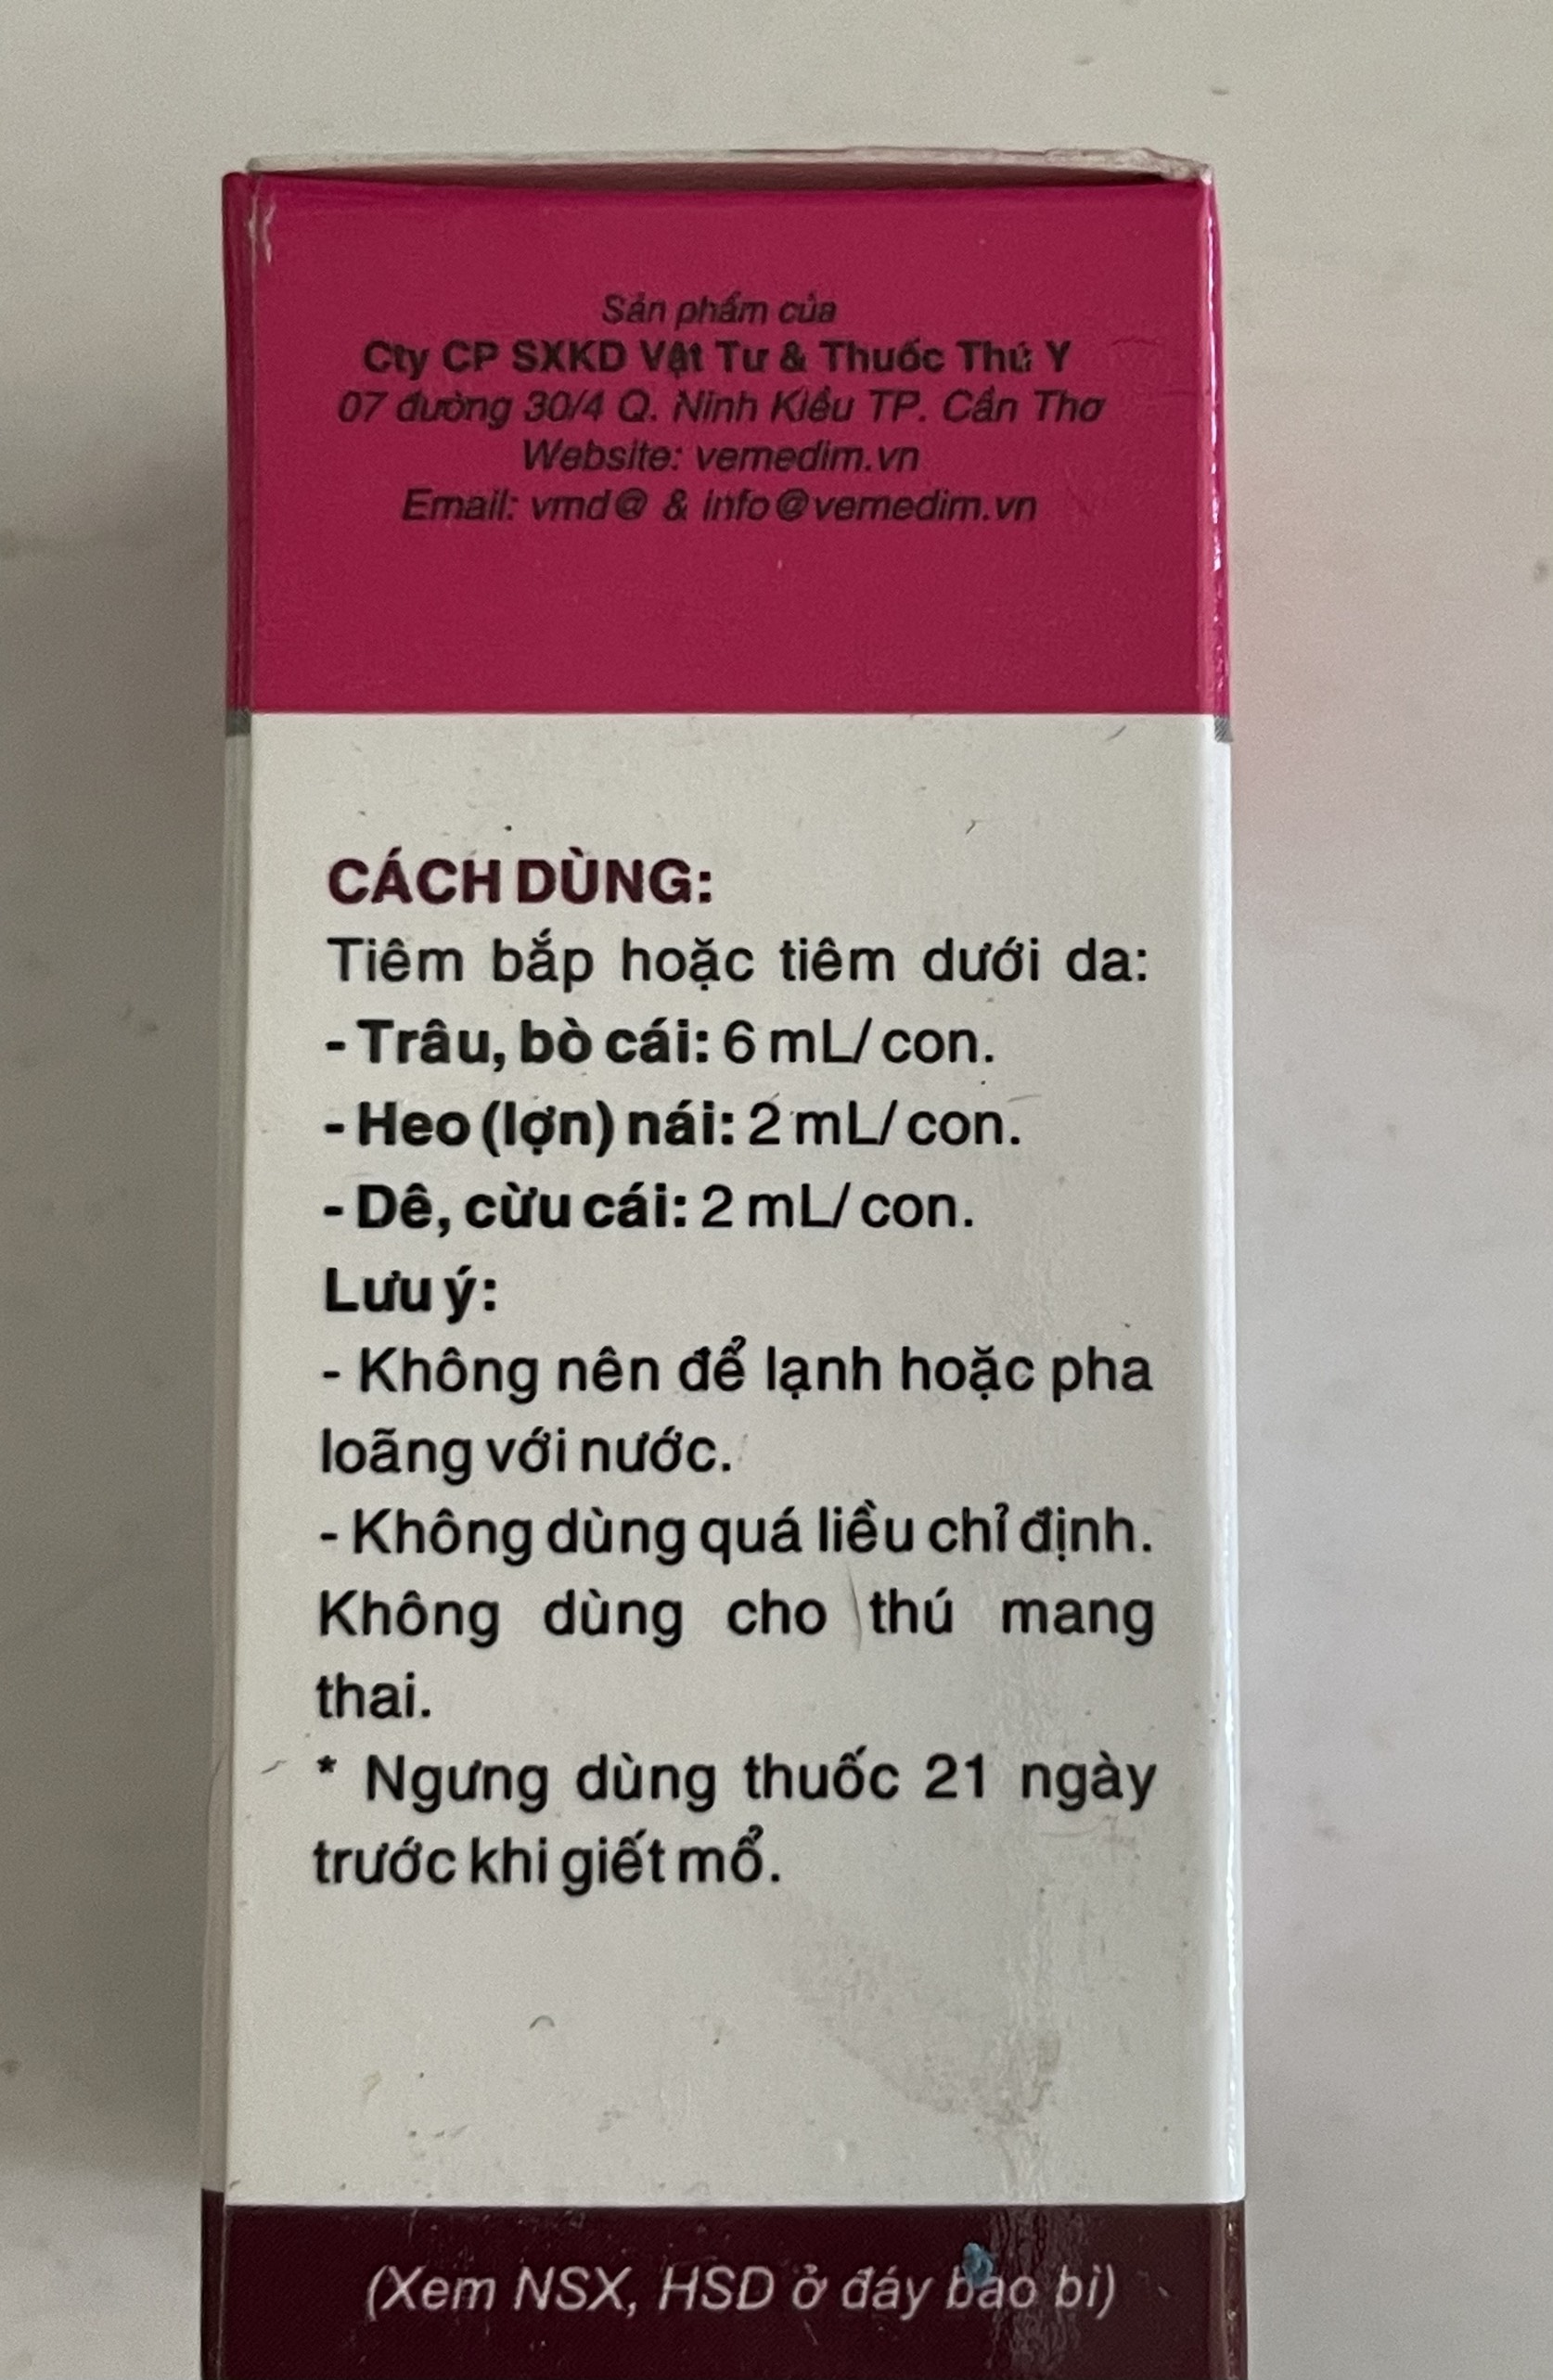 Sản phẩm của
Cty CP SXKD Vật Tư & Thuốc Thú Y
07 đường 30/4 Q. Ninh Kiều TP. Cần Thơ
Website: vemedim.vn
Email: vmd@ & info@vemedim.vn
CÁCH DÙNG:
Tiêm bắp hoặc tiêm dưới da:
- Trâu, bò cái: 6 mL/ con.
- Heo (lợn) nái: 2 mL/ con.
- Dê, cừu cái: 2 mL/ con.
Lưu ý:
- Không nên để lạnh hoặc pha
loãng với nước.
- Không dùng quá liều chỉ định.
Không dùng cho thú mang
thai.
* Ngưng dùng thuốc 21 ngày
trước khi giết mổ.
(Xem NSX, HSD ở đáy bao bì)